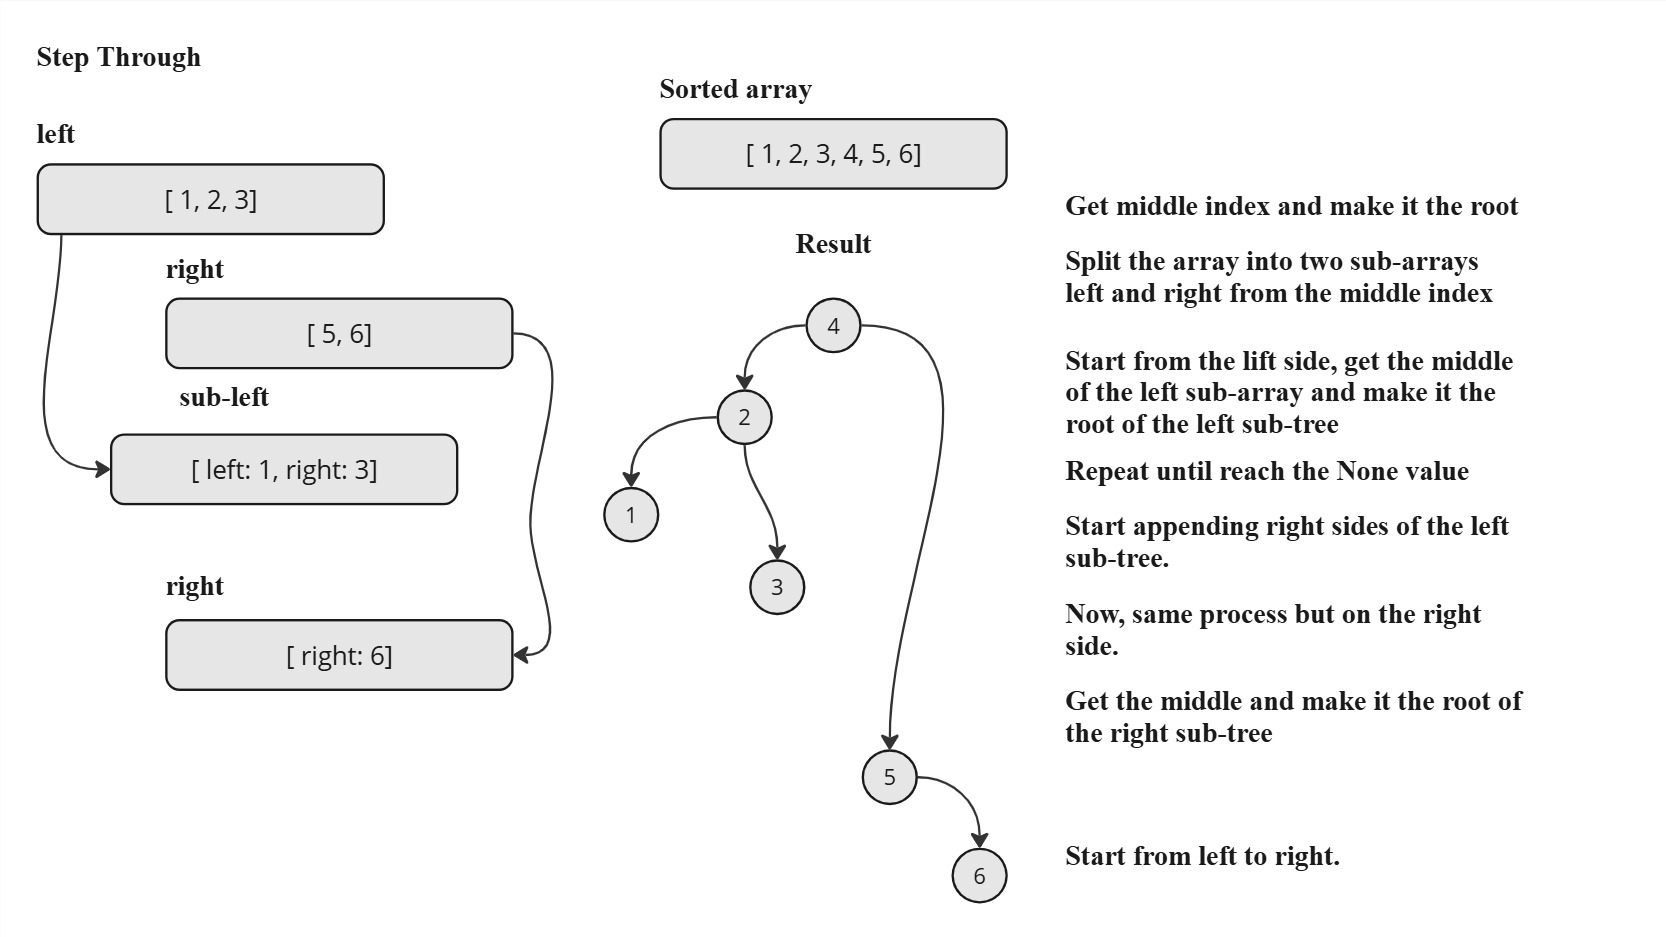 Step Through
left
[ 1, 2, 3]
right
[ 5, 6]
sub-left
[ left: 1, right: 3]
right
[ right: 6]
Sorted array
[ 1, 2, 3, 4, 5, 6]
Result
4
2
1
3
5
6
Get middle index and make it the root
Split the array into two sub-arrays
left and right from the middle index
Start from the lift side, get the middle
of the left sub-array and make it the
root of the left sub-tree
Repeat until reach the None value
Start appending right sides of the left
sub-tree.
Now, same process but on the right
side.
Get the middle and make it the root of
the right sub-tree
Start from left to right.